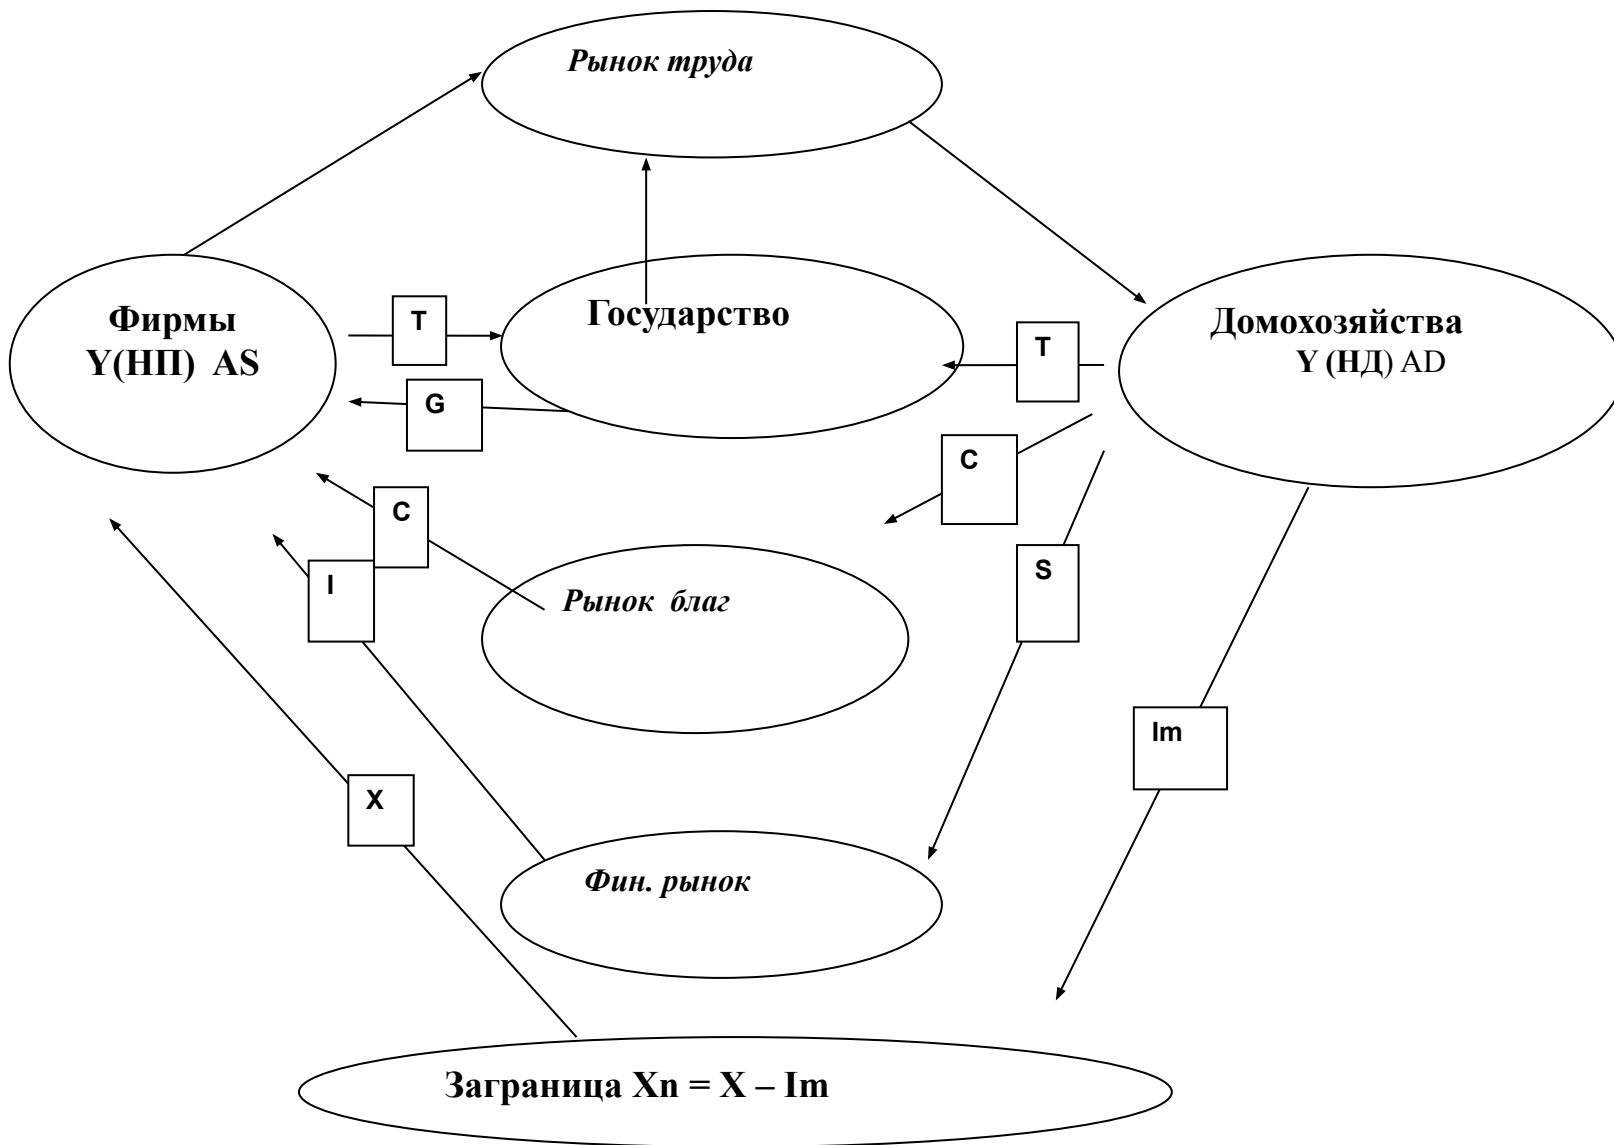 Рынок труда
Государство
Фирмы
Y(НП) AS
Домохозяйства
Y (НД) AD
T
T
G
C
C
I
S
Рынок благ
Im
X
Фин. рынок
Заграница Xn = X – Im